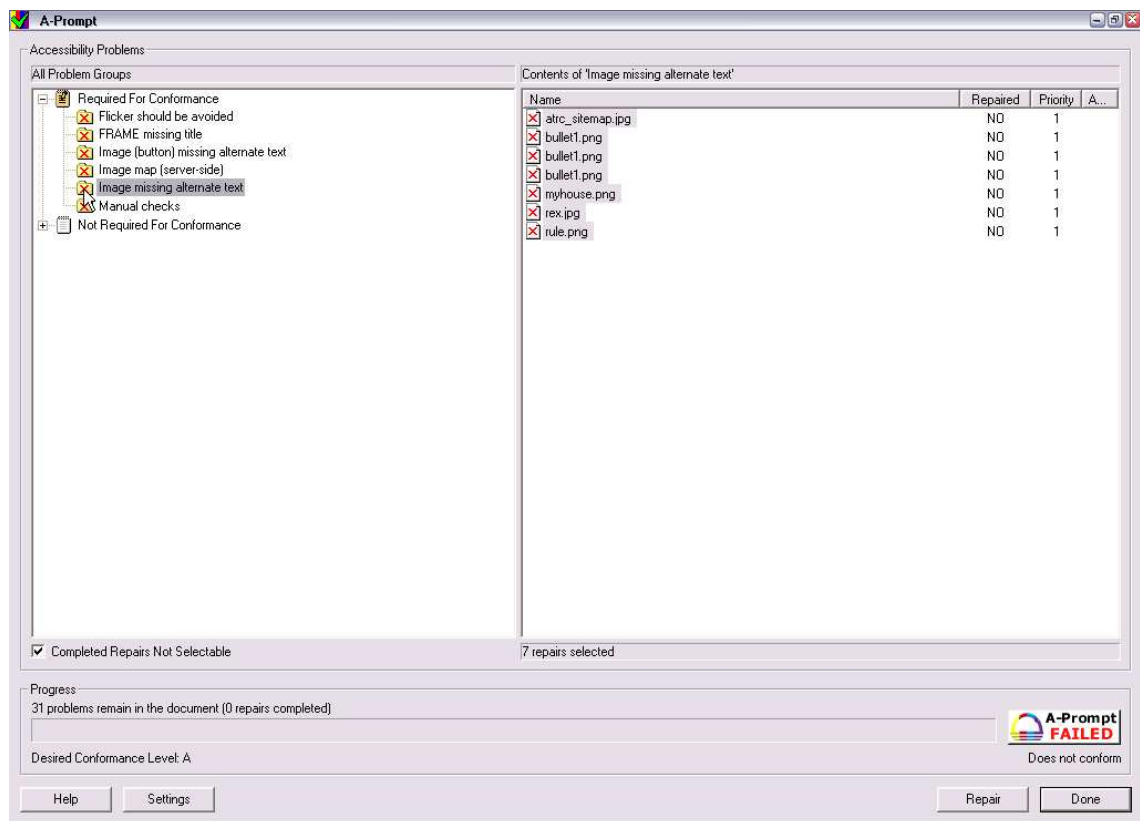 A-Prompt
Accessibility Problems
All Problem Groups
Contents of 'Image missing alternate text'
Required For Conformance
Flicker should be avoided
FRAME missing title
Image (button) missing alternate text
Image map (server-side)
Image missing alternate text
Manual checks
Not Required For Conformance
Name Repaired Priority A...
atrc_sitemap.jpg NO 1
bullet1.png NO 1
bullet1.png NO 1
bullet1.png NO 1
myhouse.png NO 1
rex.jpg NO 1
rule.png NO 1
Completed Repairs Not Selectable
7 repairs selected
Progress
31 problems remain in the document (0 repairs completed)
A-Prompt
FAILED
Desired Conformance Level: A
Does not conform
Help Settings Repair Done